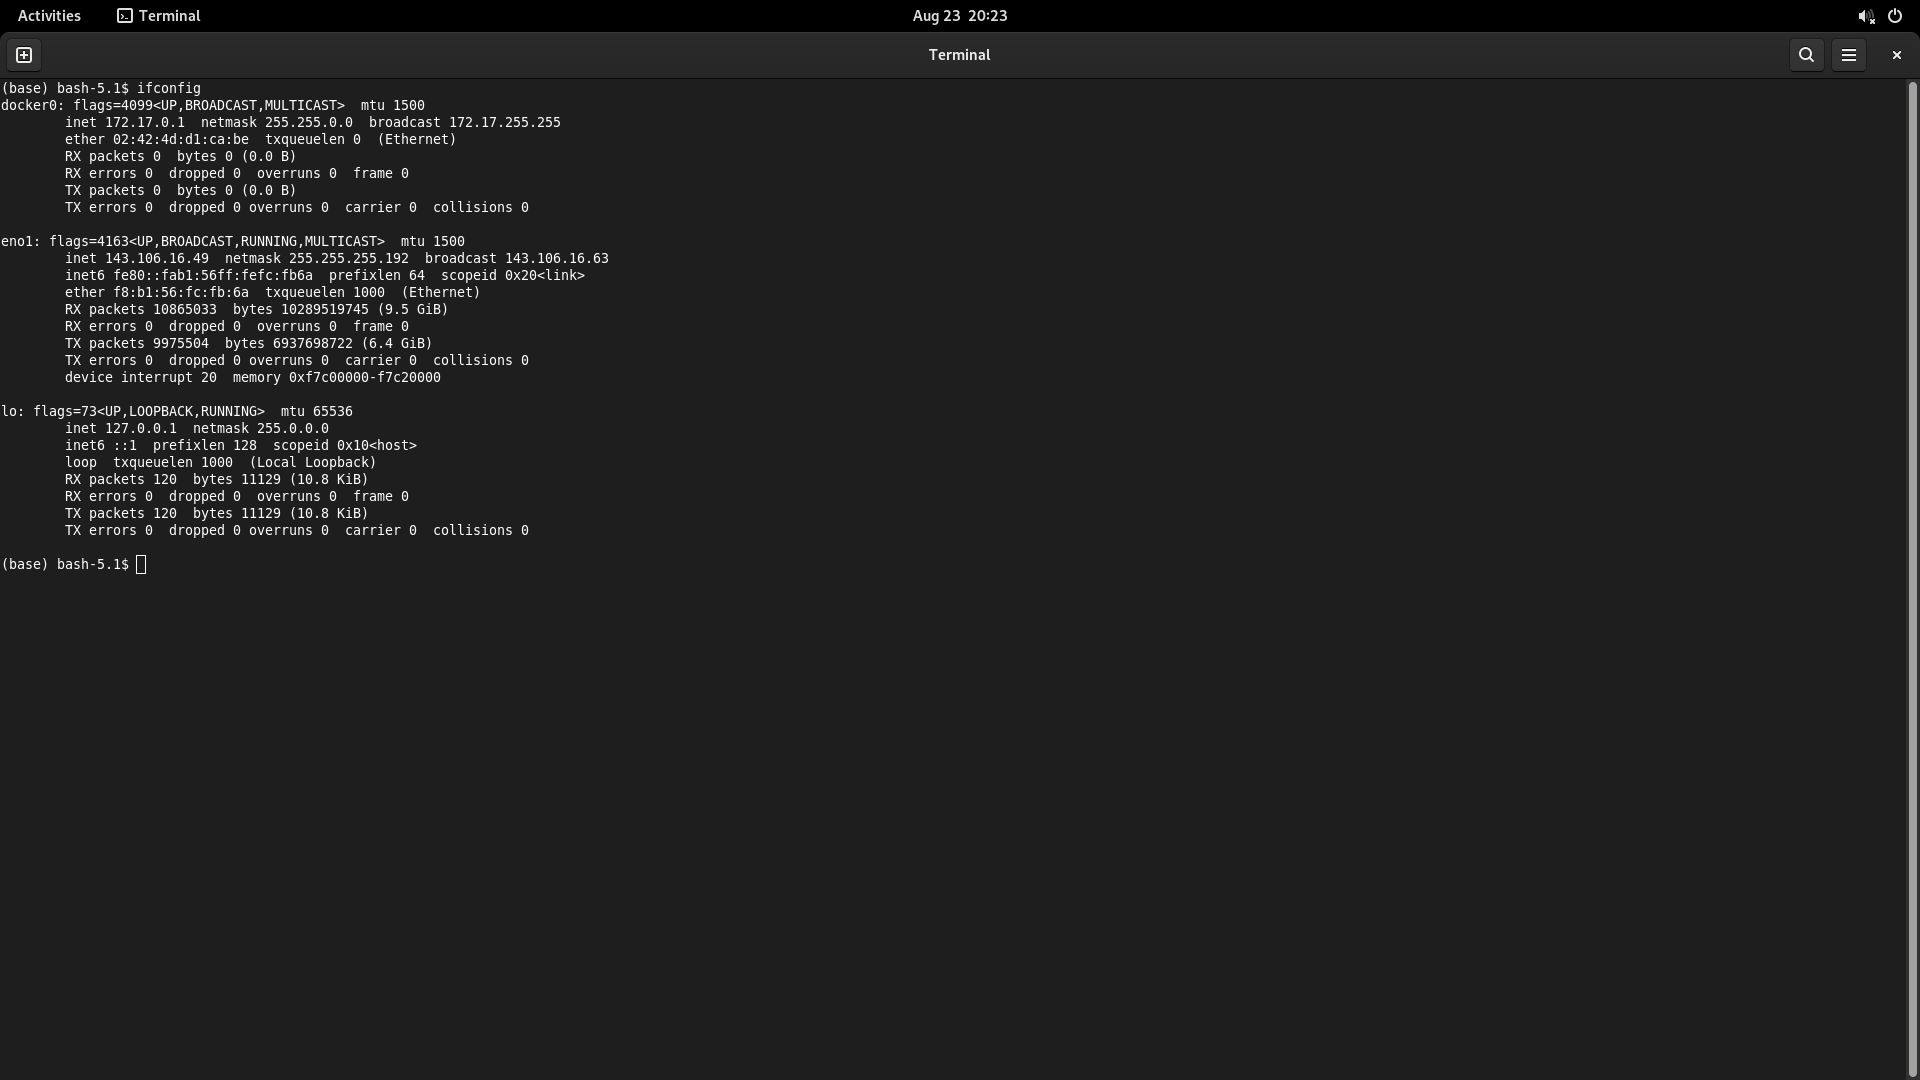 Activities Terminal Aug 23 20:23
Terminal
(base) bash-5.1$ ifconfig
docker0: flags=4099<UP,BROADCAST,MULTICAST>  mtu 1500
        inet 172.17.0.1  netmask 255.255.0.0  broadcast 172.17.255.255
        ether 02:42:4d:d1:ca:be  txqueuelen 0  (Ethernet)
        RX packets 0  bytes 0 (0.0 B)
        RX errors 0  dropped 0  overruns 0  frame 0
        TX packets 0  bytes 0 (0.0 B)
        TX errors 0  dropped 0 overruns 0  carrier 0  collisions 0

eno1: flags=4163<UP,BROADCAST,RUNNING,MULTICAST>  mtu 1500
        inet 143.106.16.49  netmask 255.255.255.192  broadcast 143.106.16.63
        inet6 fe80::fab1:56ff:fefc:fb6a  prefixlen 64  scopeid 0x20<link>
        ether f8:b1:56:fc:fb:6a  txqueuelen 1000  (Ethernet)
        RX packets 10865033  bytes 10289519745 (9.5 GiB)
        RX errors 0  dropped 0  overruns 0  frame 0
        TX packets 9975504  bytes 6937698722 (6.4 GiB)
        TX errors 0  dropped 0 overruns 0  carrier 0  collisions 0
        device interrupt 20  memory 0xf7c00000-f7c20000

lo: flags=73<UP,LOOPBACK,RUNNING>  mtu 65536
        inet 127.0.0.1  netmask 255.0.0.0
        inet6 ::1  prefixlen 128  scopeid 0x10<host>
        loop  txqueuelen 1000  (Local Loopback)
        RX packets 120  bytes 11129 (10.8 KiB)
        RX errors 0  dropped 0  overruns 0  frame 0
        TX packets 120  bytes 11129 (10.8 KiB)
        TX errors 0  dropped 0 overruns 0  carrier 0  collisions 0

(base) bash-5.1$